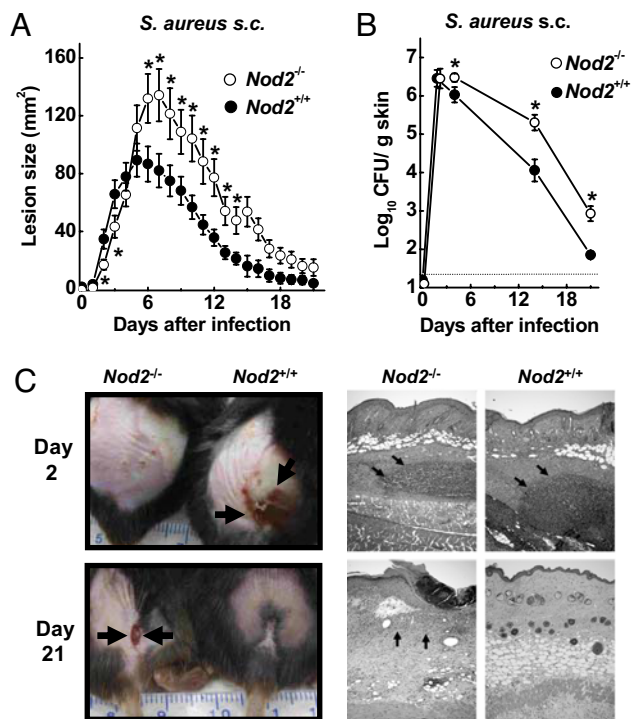 A
S. aureus s.c.
Lesion size (mm²)
160
120
80
40
0
Nod2-/-
Nod2+/+
* * * * * * * * *
* *
0 6 12 18
Days after infection
B
S. aureus s.c.
Log10 CFU/ g skin
7
6
5
4
3
2
1
Nod2-/-
Nod2+/+
*
*
*
0 6 12 18
Days after infection
C
Nod2-/- Nod2+/+ Nod2-/- Nod2+/+
Day
2
Day
21